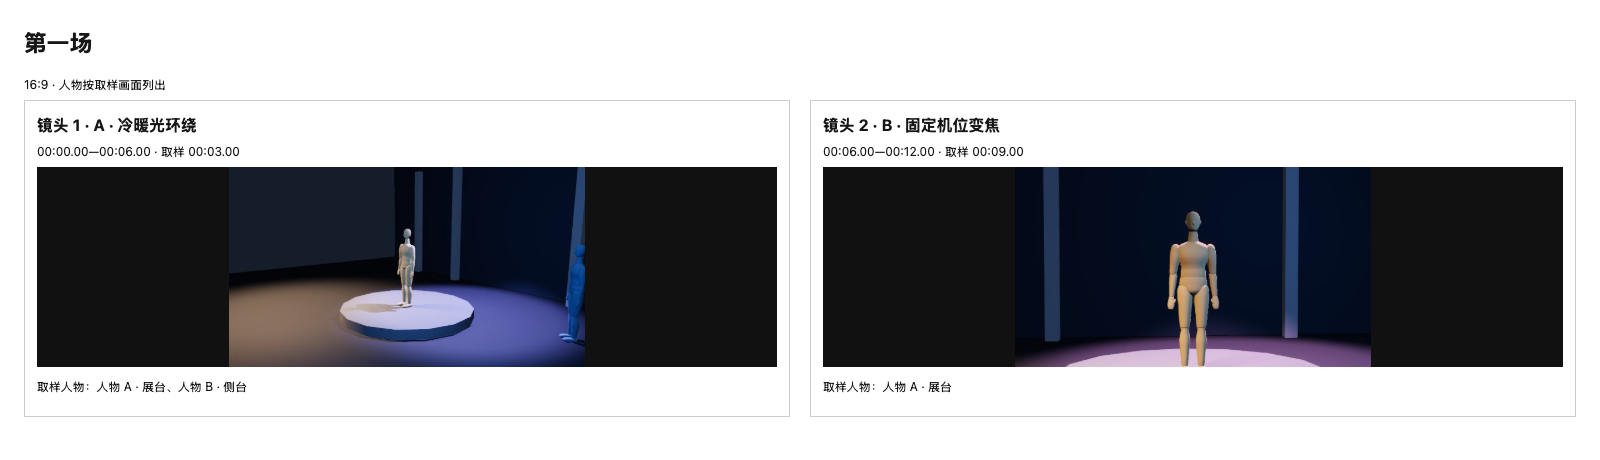 第一场
16:9 · 人物按取样画面列出
镜头 1 · A · 冷暖光环绕
00:00.00—00:06.00 · 取样 00:03.00
取样人物：人物 A · 展台、人物 B · 侧台
镜头 2 · B · 固定机位变焦
00:06.00—00:12.00 · 取样 00:09.00
取样人物：人物 A · 展台